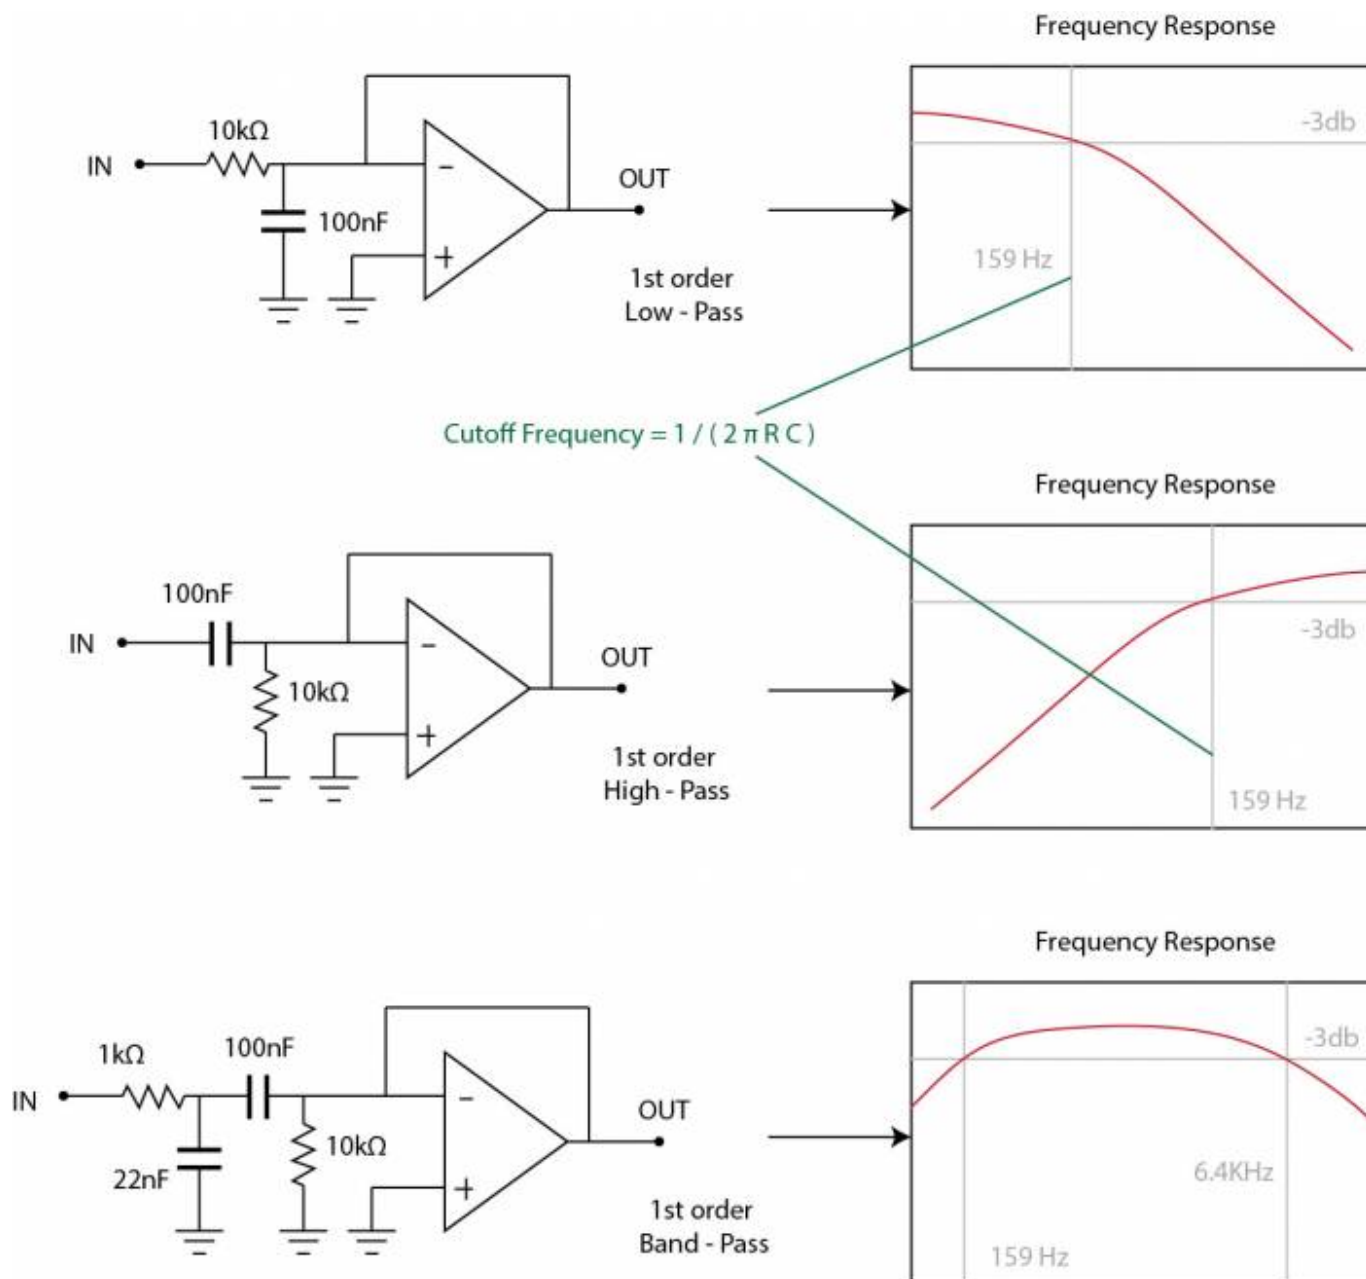 Frequency Response
10kΩ
-3db
IN
−
OUT
100nF
+
159 Hz
1st order
Low - Pass
Cutoff Frequency = 1 / ( 2 π R C )
Frequency Response
100nF
IN
−
-3db
OUT
10kΩ
+
1st order
High - Pass
159 Hz
Frequency Response
1kΩ
100nF
-3db
IN
−
OUT
10kΩ
22nF
+
6.4KHz
1st order
Band - Pass
159 Hz